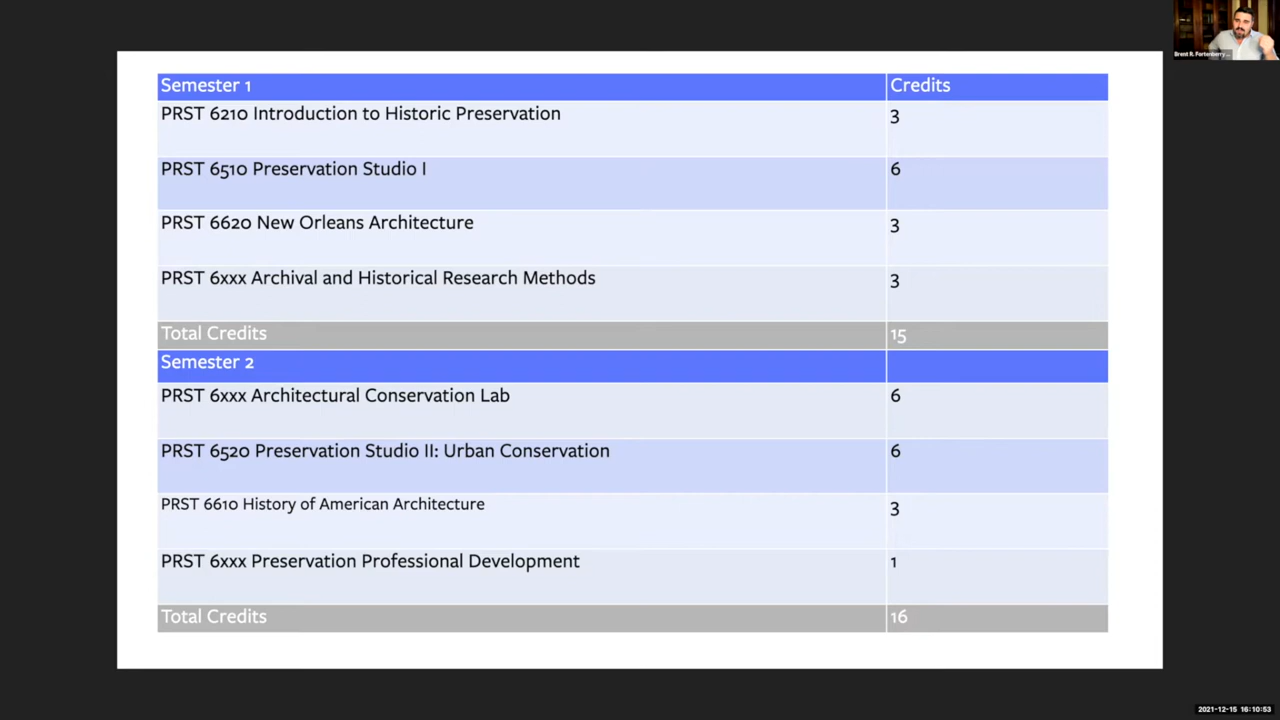 Brent R. Fortenberry ...
Semester 1 Credits
PRST 6210 Introduction to Historic Preservation 3
PRST 6510 Preservation Studio I 6
PRST 6620 New Orleans Architecture 3
PRST 6xxx Archival and Historical Research Methods 3
Total Credits 15
Semester 2
PRST 6xxx Architectural Conservation Lab 6
PRST 6520 Preservation Studio II: Urban Conservation 6
PRST 6610 History of American Architecture 3
PRST 6xxx Preservation Professional Development 1
Total Credits 16
2021-12-15 16:10:53